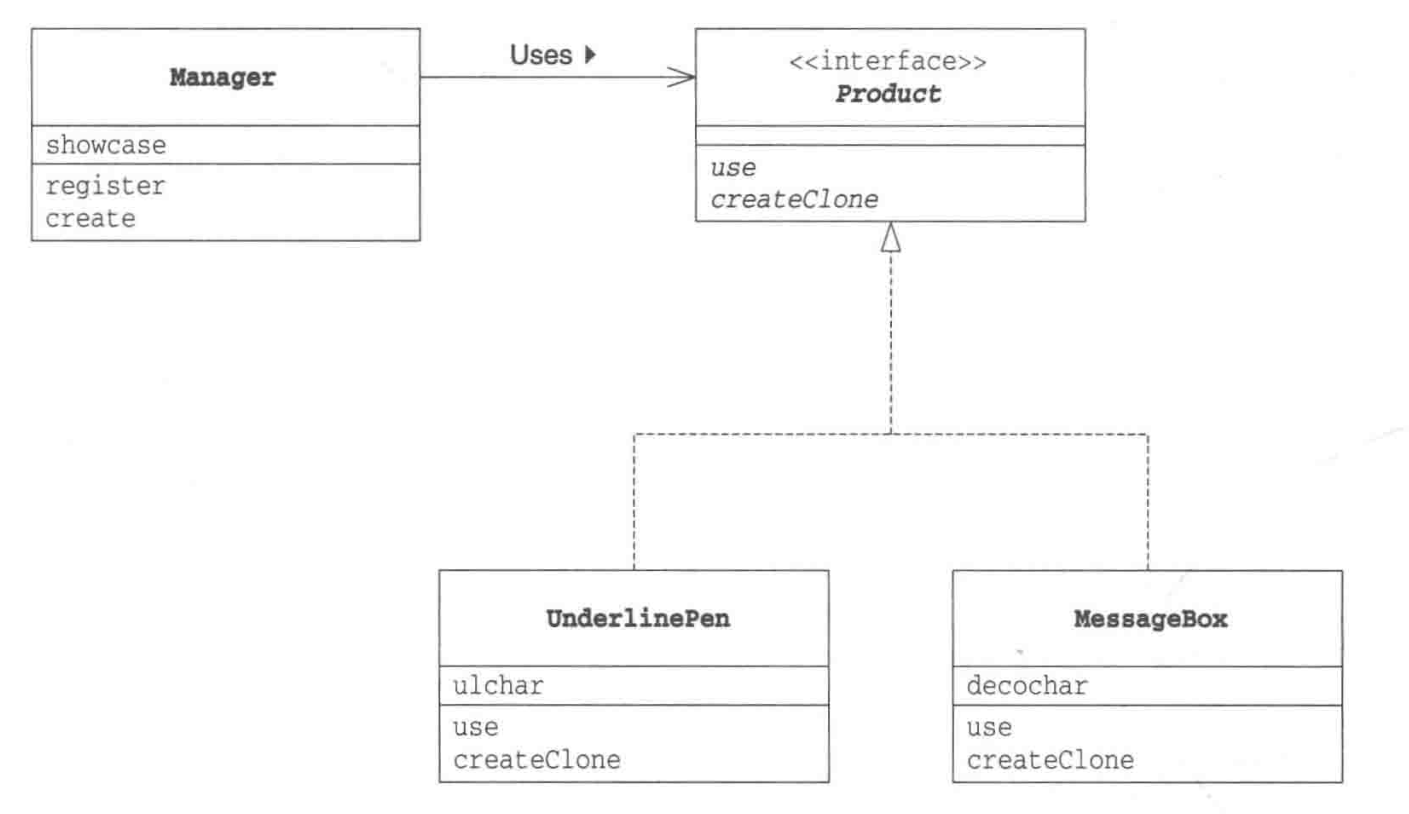 Manager
showcase
register
create
Uses ▶
<<interface>>
Product
use
createClone
UnderlinePen
ulchar
use
createClone
MessageBox
decochar
use
createClone